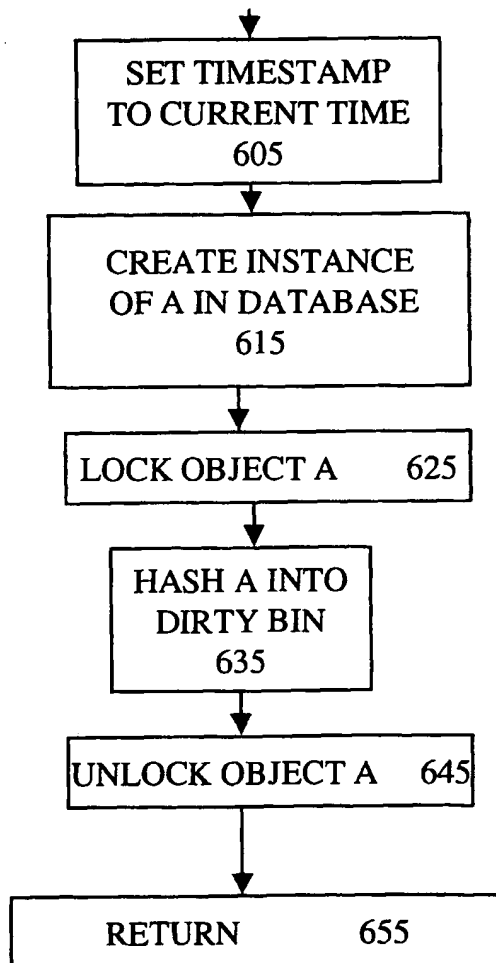 SET TIMESTAMP
TO CURRENT TIME
605
CREATE INSTANCE
OF A IN DATABASE
615
LOCK OBJECT A 625
HASH A INTO
DIRTY BIN
635
UNLOCK OBJECT A 645
RETURN 655